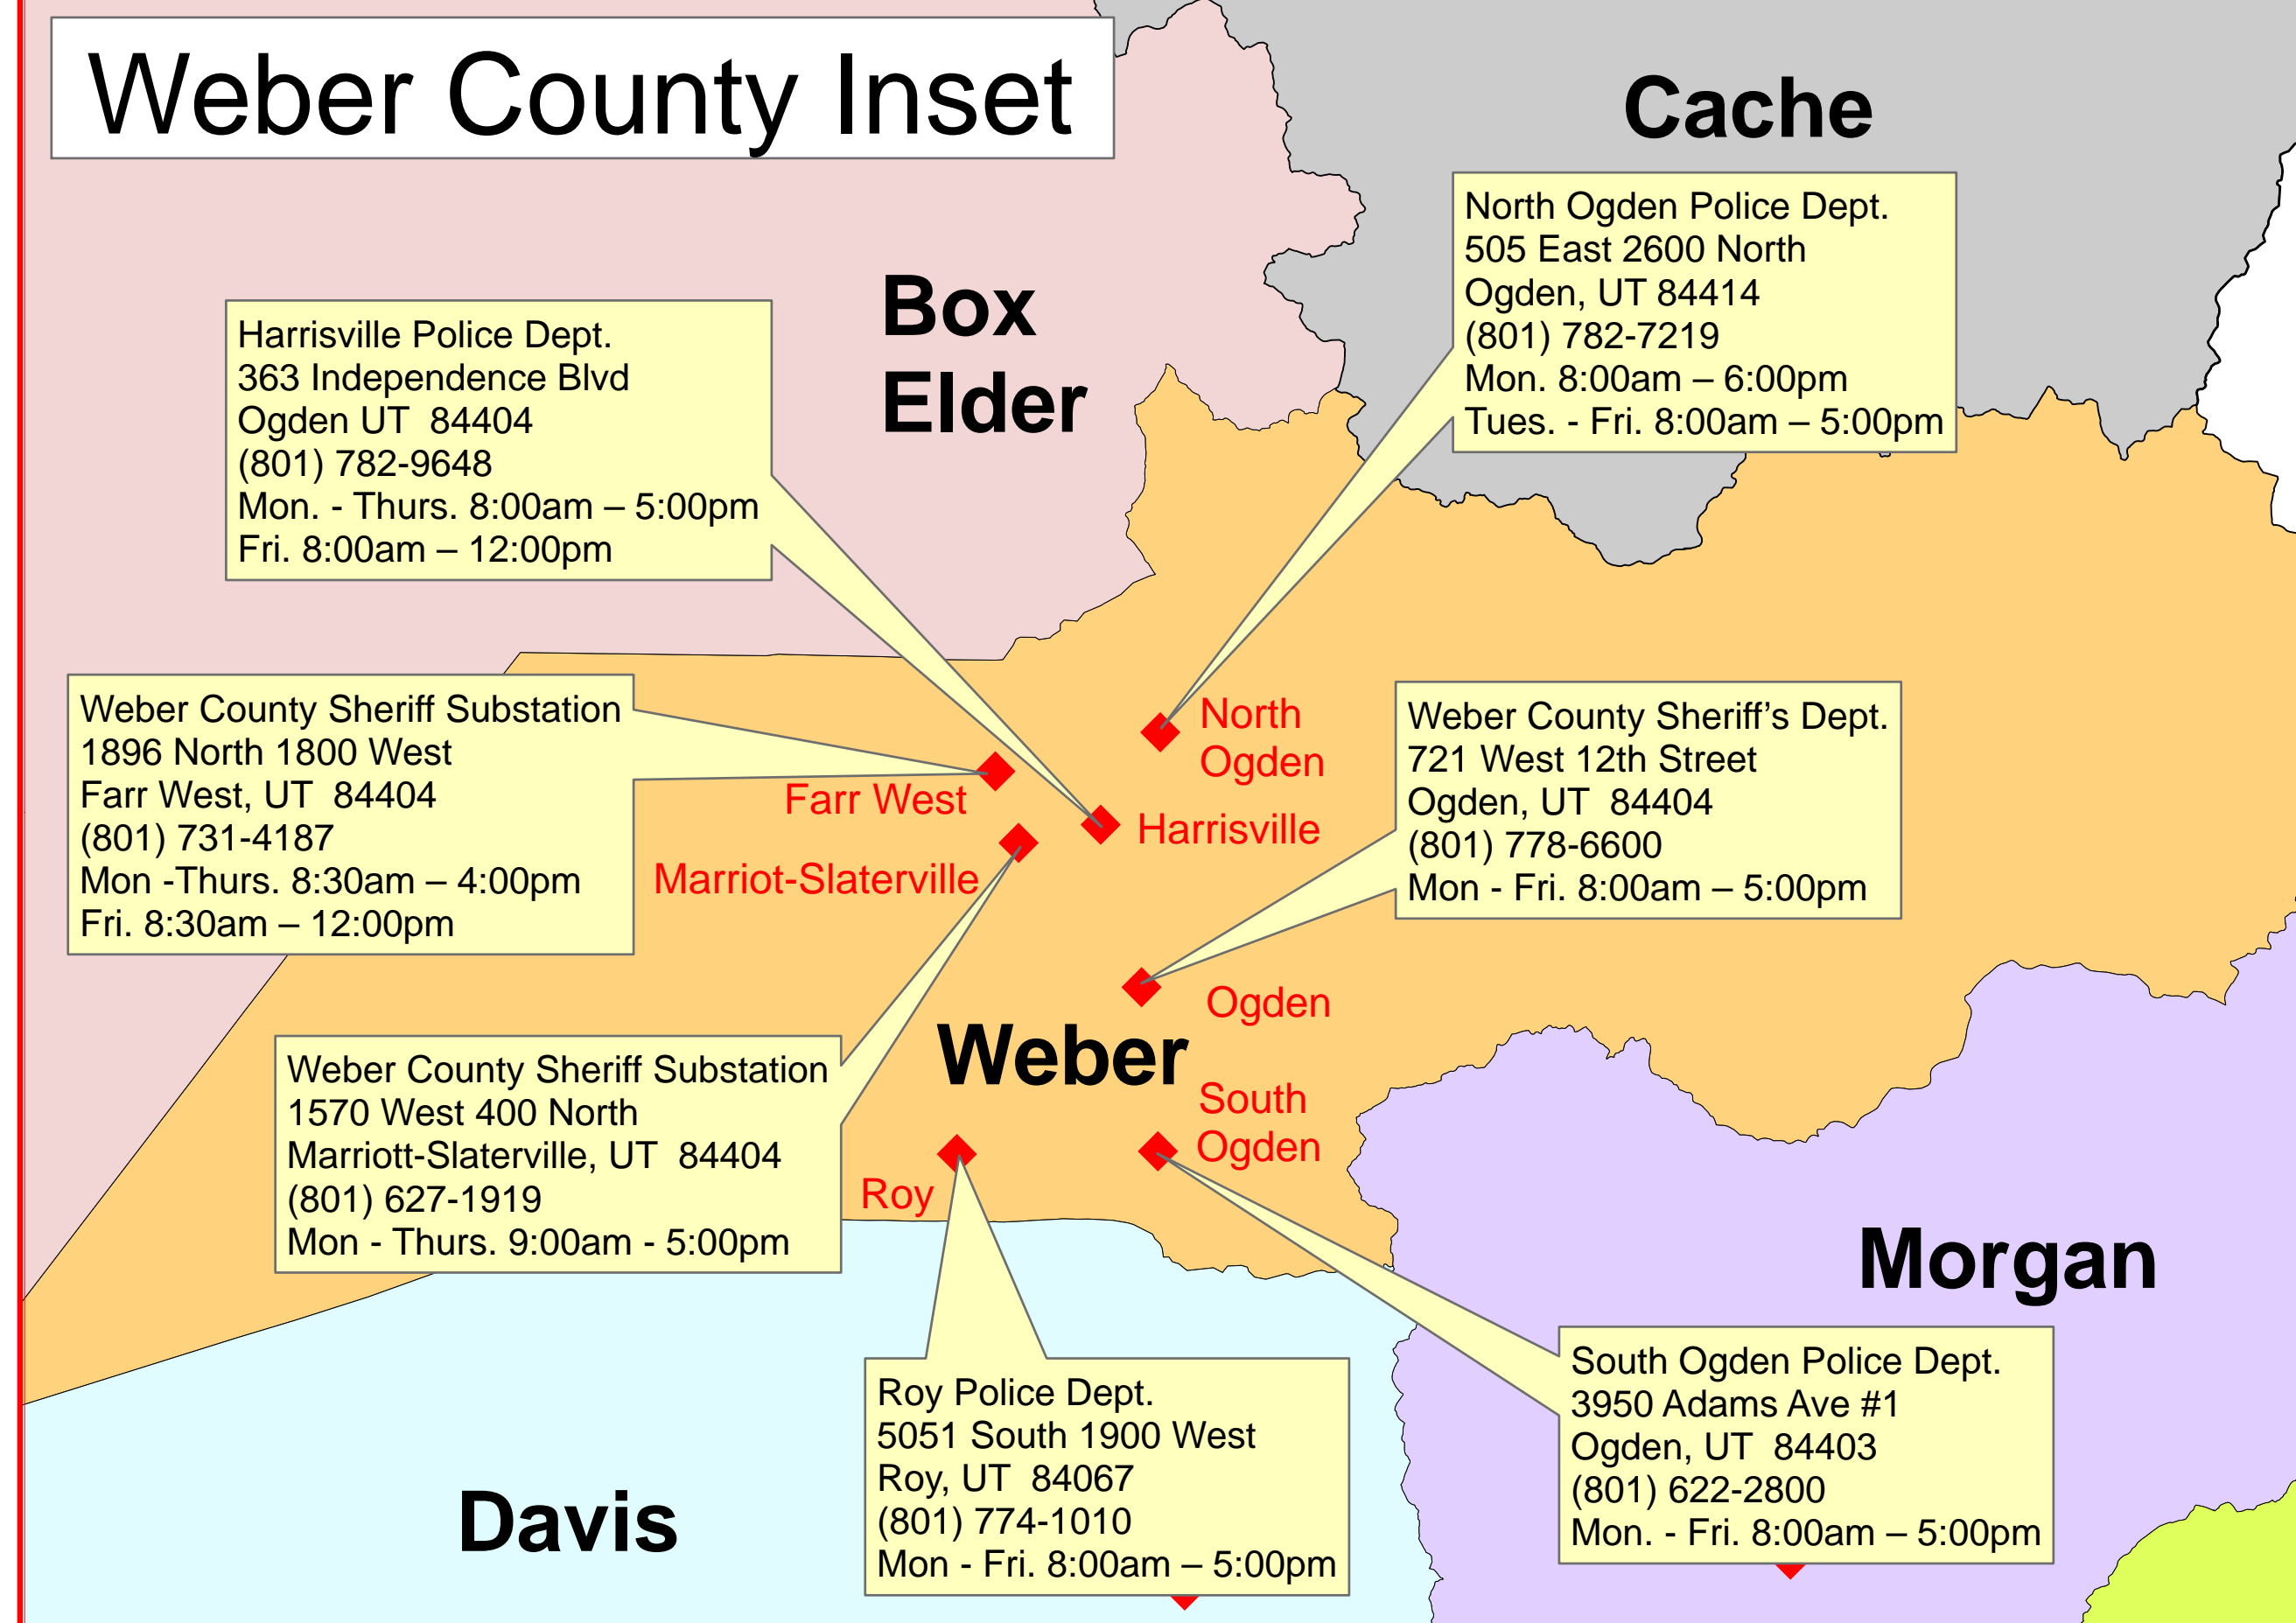 Weber County Inset
Cache
North Ogden Police Dept.
505 East 2600 North
Ogden, UT 84414
(801) 782-7219
Mon. 8:00am – 6:00pm
Tues. - Fri. 8:00am – 5:00pm
Box
Elder
Harrisville Police Dept.
363 Independence Blvd
Ogden UT  84404
(801) 782-9648
Mon. - Thurs. 8:00am – 5:00pm
Fri. 8:00am – 12:00pm
Weber County Sheriff Substation
1896 North 1800 West
Farr West, UT  84404
(801) 731-4187
Mon -Thurs. 8:30am – 4:00pm
Fri. 8:30am – 12:00pm
North
Ogden
Farr West
Harrisville
Marriot-Slaterville
Weber County Sheriff’s Dept.
721 West 12th Street
Ogden, UT  84404
(801) 778-6600
Mon - Fri. 8:00am – 5:00pm
Ogden
Weber
South
Ogden
Roy
Weber County Sheriff Substation
1570 West 400 North
Marriott-Slaterville, UT  84404
(801) 627-1919
Mon - Thurs. 9:00am - 5:00pm
Morgan
South Ogden Police Dept.
3950 Adams Ave #1
Ogden, UT  84403
(801) 622-2800
Mon. - Fri. 8:00am – 5:00pm
Roy Police Dept.
5051 South 1900 West
Roy, UT  84067
(801) 774-1010
Mon - Fri. 8:00am – 5:00pm
Davis